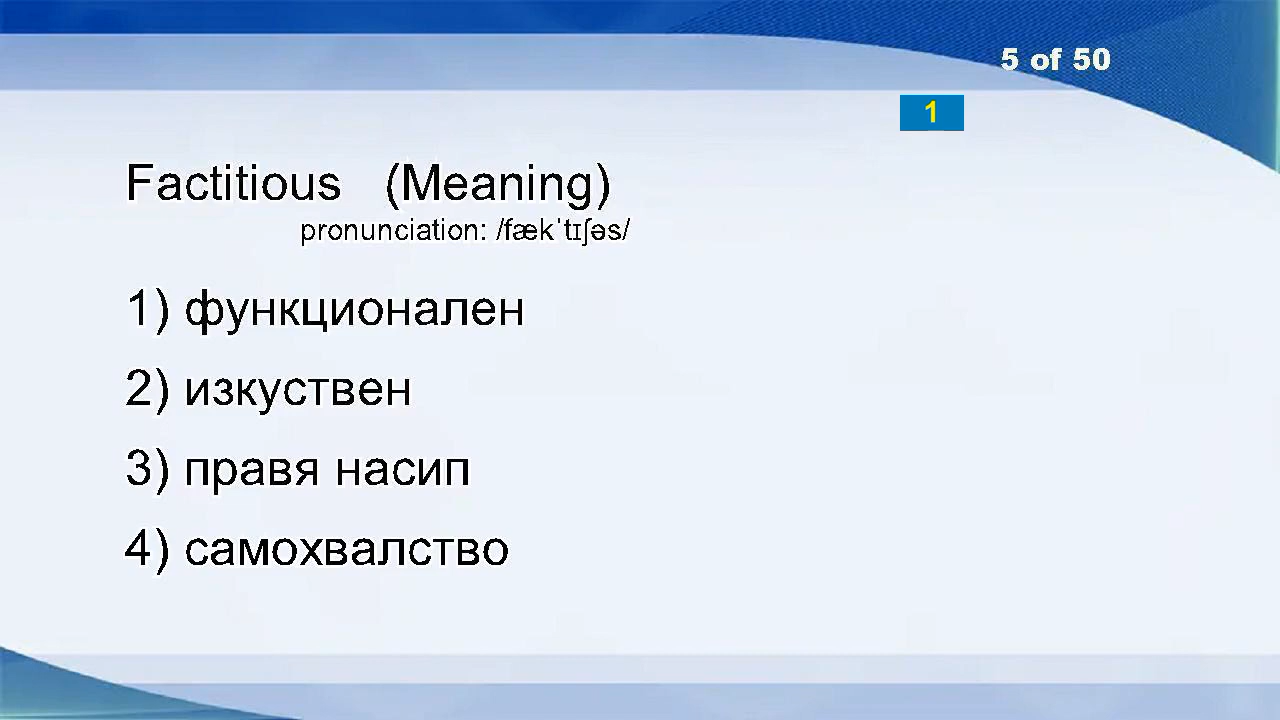 5 of 50
1
Factitious (Meaning)
pronunciation: /fækˈtɪʃəs/
1) функционален
2) изкуствен
3) правя насип
4) самохвалство